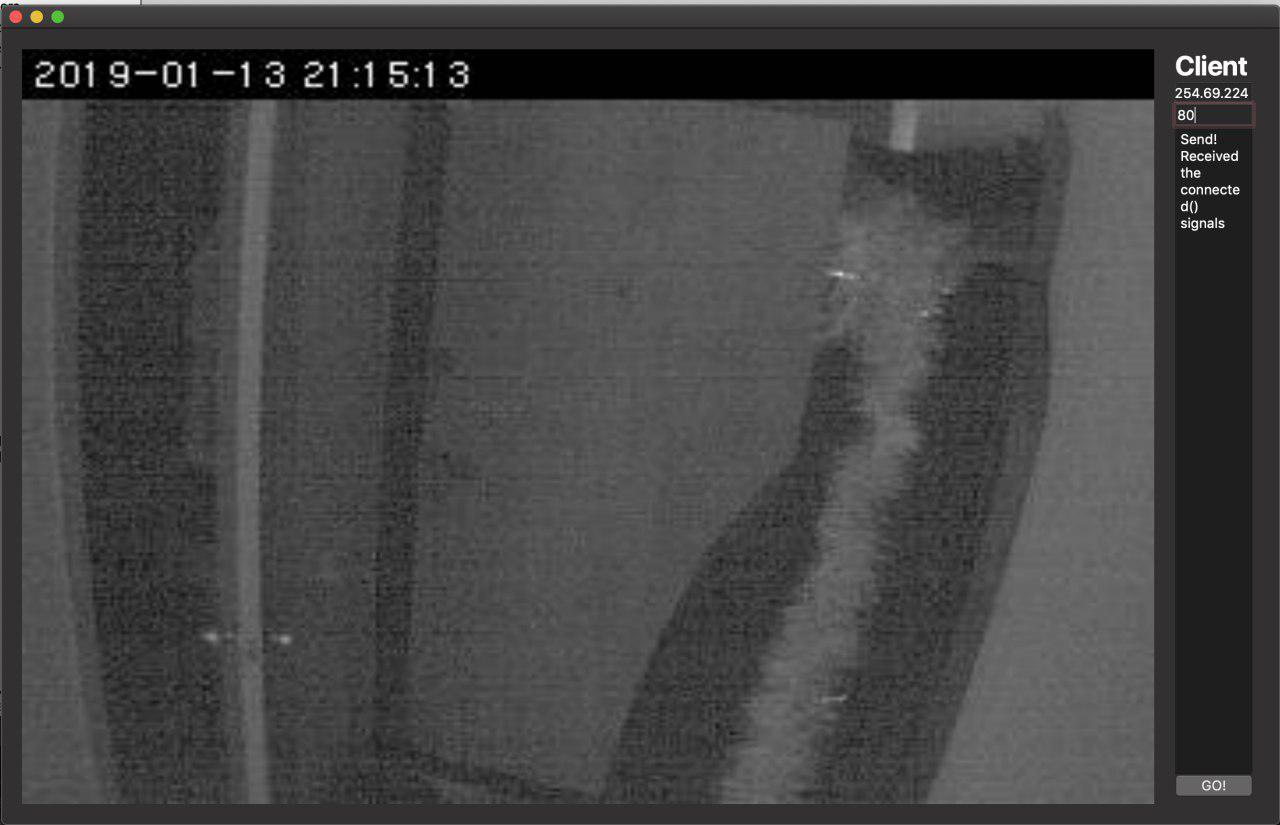 2019-01-13 21:15:13
Client
254.69.224
80
Send!
Received
the
connecte
d()
signals
GO!